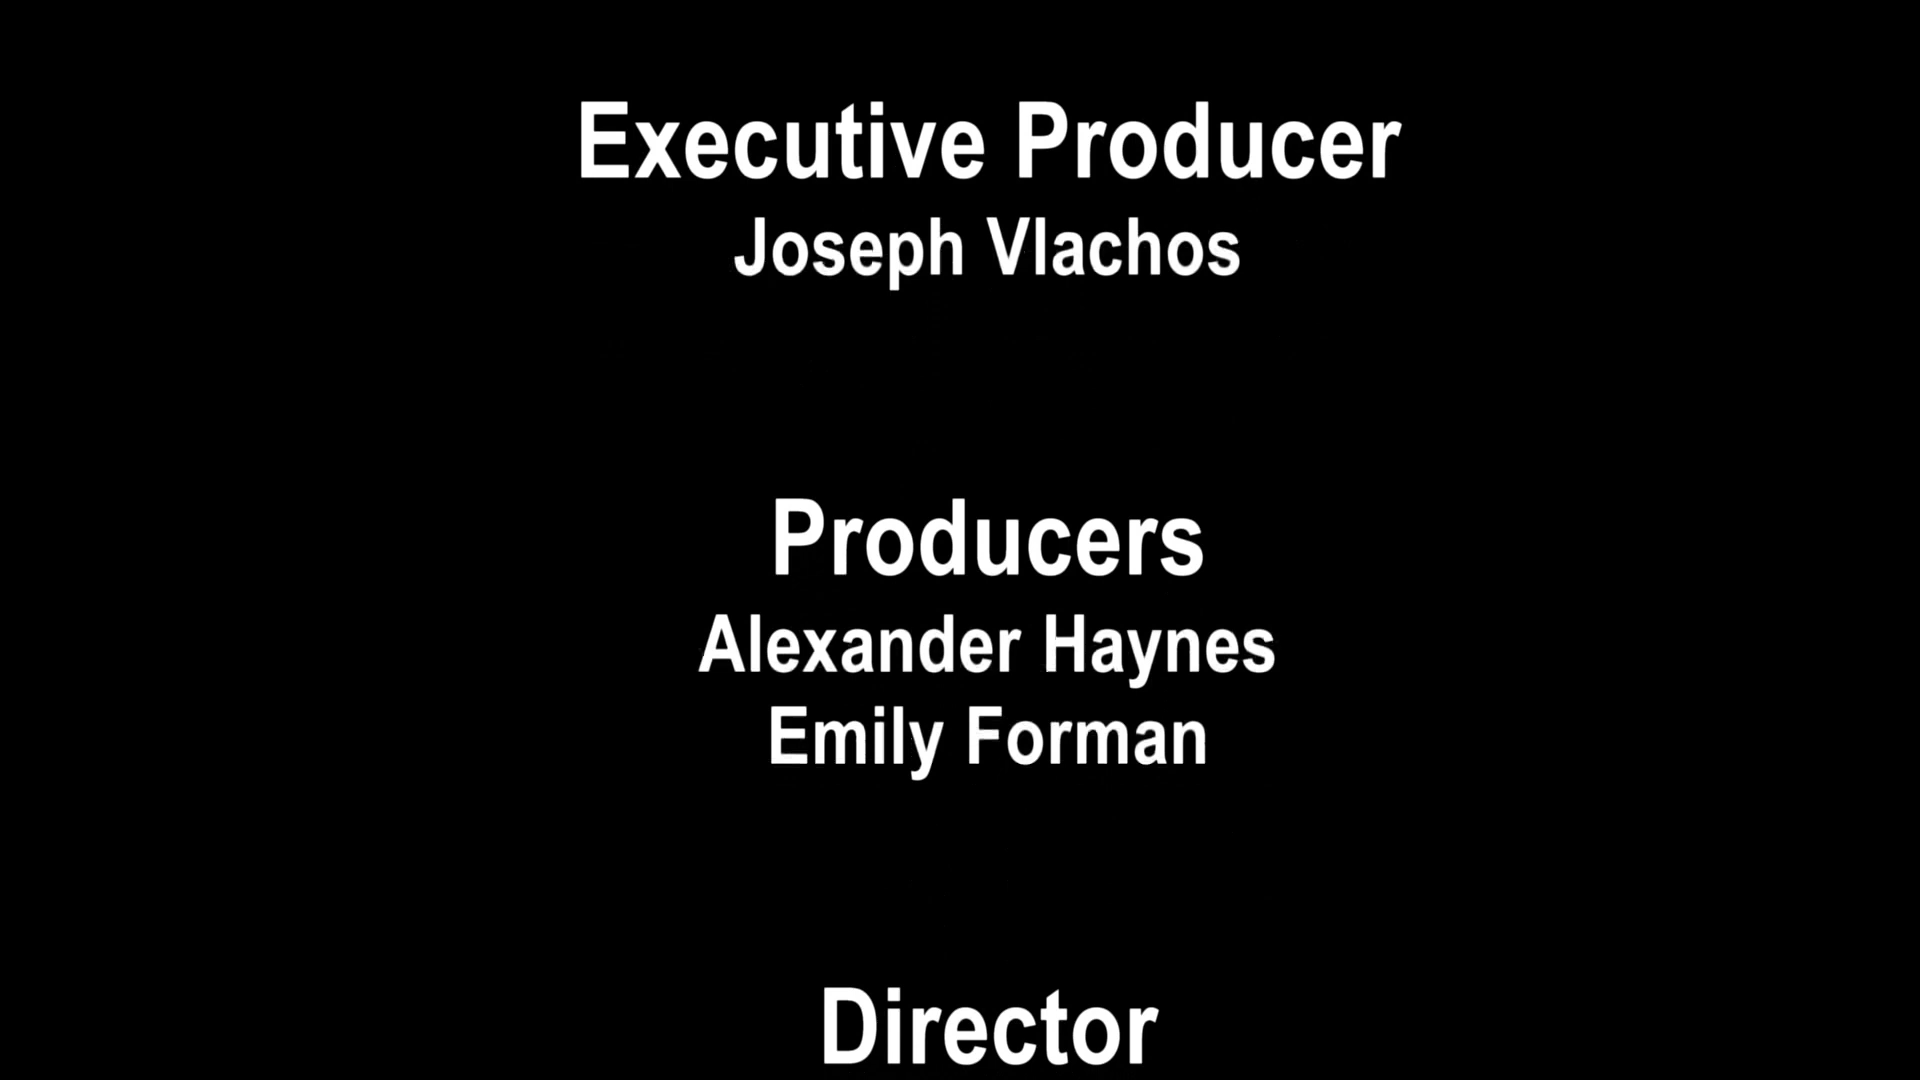 Executive Producer
Joseph Vlachos
Producers
Alexander Haynes
Emily Forman
Director